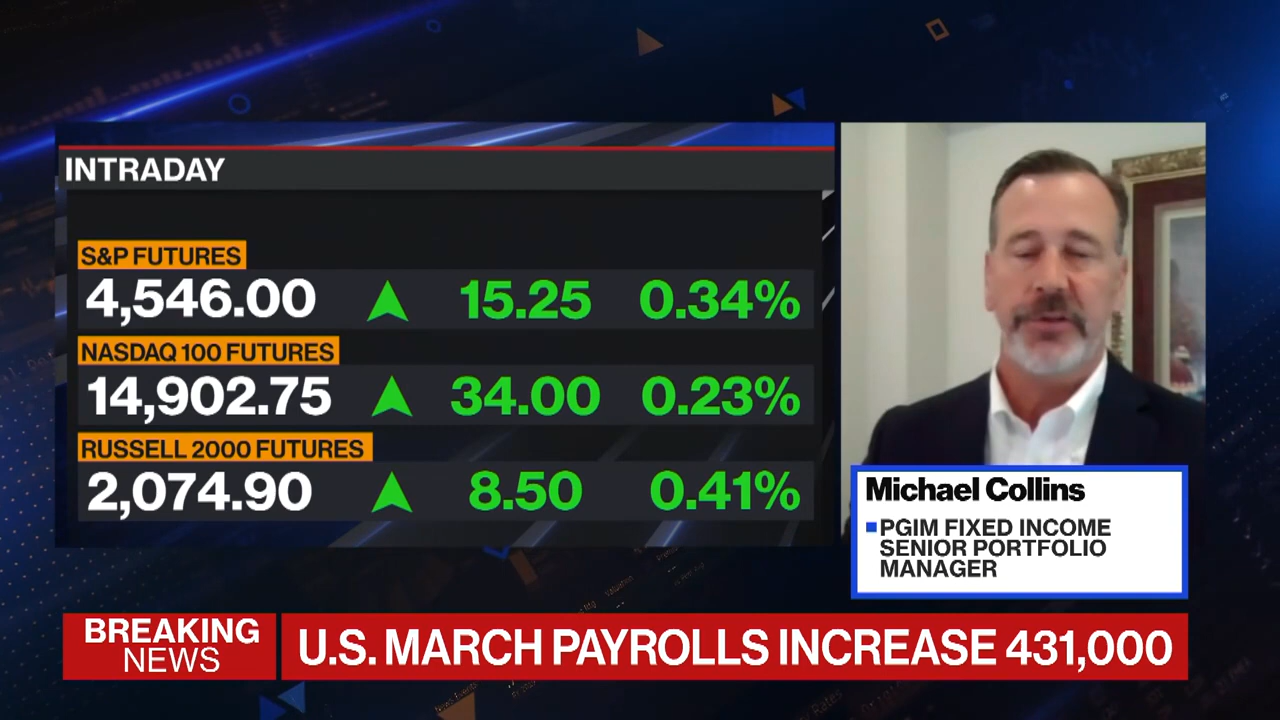 INTRADAY
S&P FUTURES
4,546.00 ▲ 15.25 0.34%
NASDAQ 100 FUTURES
14,902.75 ▲ 34.00 0.23%
RUSSELL 2000 FUTURES
2,074.90 ▲ 8.50 0.41%
Michael Collins
PGIM FIXED INCOME
SENIOR PORTFOLIO
MANAGER
BREAKING
NEWS
U.S. MARCH PAYROLLS INCREASE 431,000